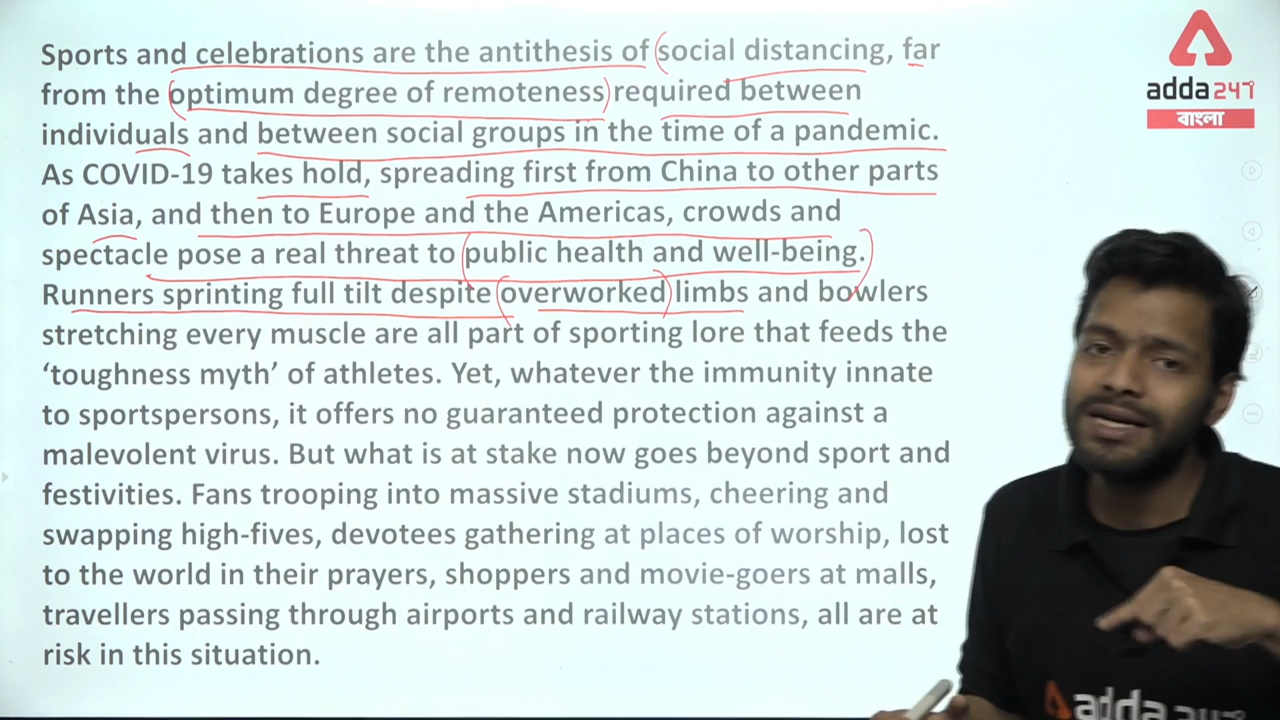 Sports and celebrations are the antithesis of social distancing, far
from the optimum degree of remoteness required between
individuals and between social groups in the time of a pandemic.
As COVID-19 takes hold, spreading first from China to other parts
of Asia, and then to Europe and the Americas, crowds and
spectacle pose a real threat to public health and well-being.
Runners sprinting full tilt despite overworked limbs and bowlers
stretching every muscle are all part of sporting lore that feeds the
‘toughness myth’ of athletes. Yet, whatever the immunity innate
to sportspersons, it offers no guaranteed protection against a
malevolent virus. But what is at stake now goes beyond sport and
festivities. Fans trooping into massive stadiums, cheering and
swapping high-fives, devotees gathering at places of worship, lost
to the world in their prayers, shoppers and movie-goers at malls,
travellers passing through airports and railway stations, all are at
risk in this situation.
adda247
বাংলা
adda247